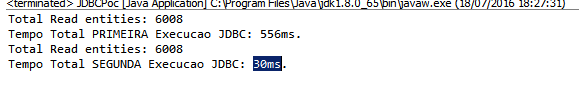 <terminated> JDBCPoc [Java Application] C:\Program Files\Java\jdk1.8.0_65\bin\javaw.exe (18/07/2016 18:27:31)
Total Read entities: 6008
Tempo Total PRIMEIRA Execucao JDBC: 556ms.
Total Read entities: 6008
Tempo Total SEGUNDA Execucao JDBC: 30ms.